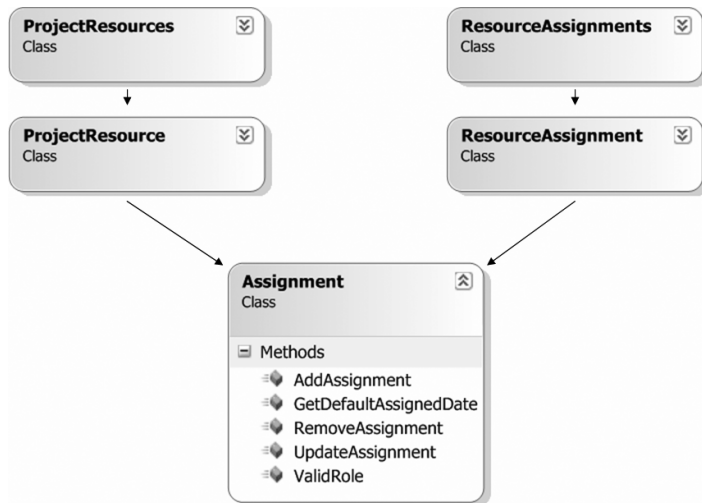 ProjectResources
Class
ResourceAssignments
Class
ProjectResource
Class
ResourceAssignment
Class
Assignment
Class
Methods
AddAssignment
GetDefaultAssignedDate
RemoveAssignment
UpdateAssignment
ValidRole